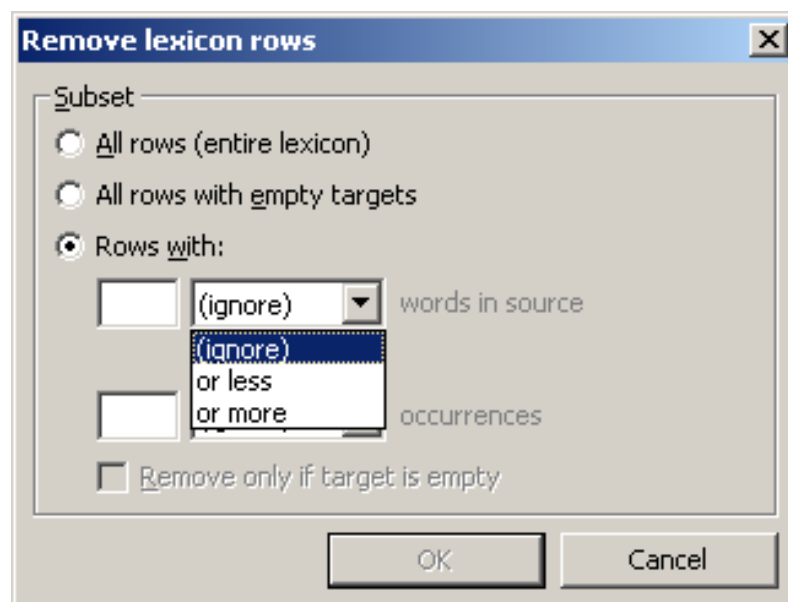 Remove lexicon rows
Subset
All rows (entire lexicon)
All rows with empty targets
Rows with:
(ignore) words in source
(ignore)
or less
or more
occurrences
Remove only if target is empty
OK Cancel